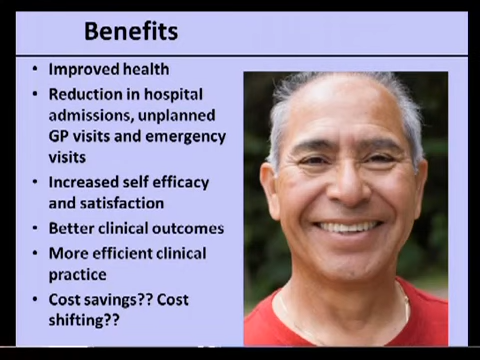 Benefits
• Improved health
• Reduction in hospital
admissions, unplanned
GP visits and emergency
visits
• Increased self efficacy
and satisfaction
• Better clinical outcomes
• More efficient clinical
practice
• Cost savings?? Cost
shifting??